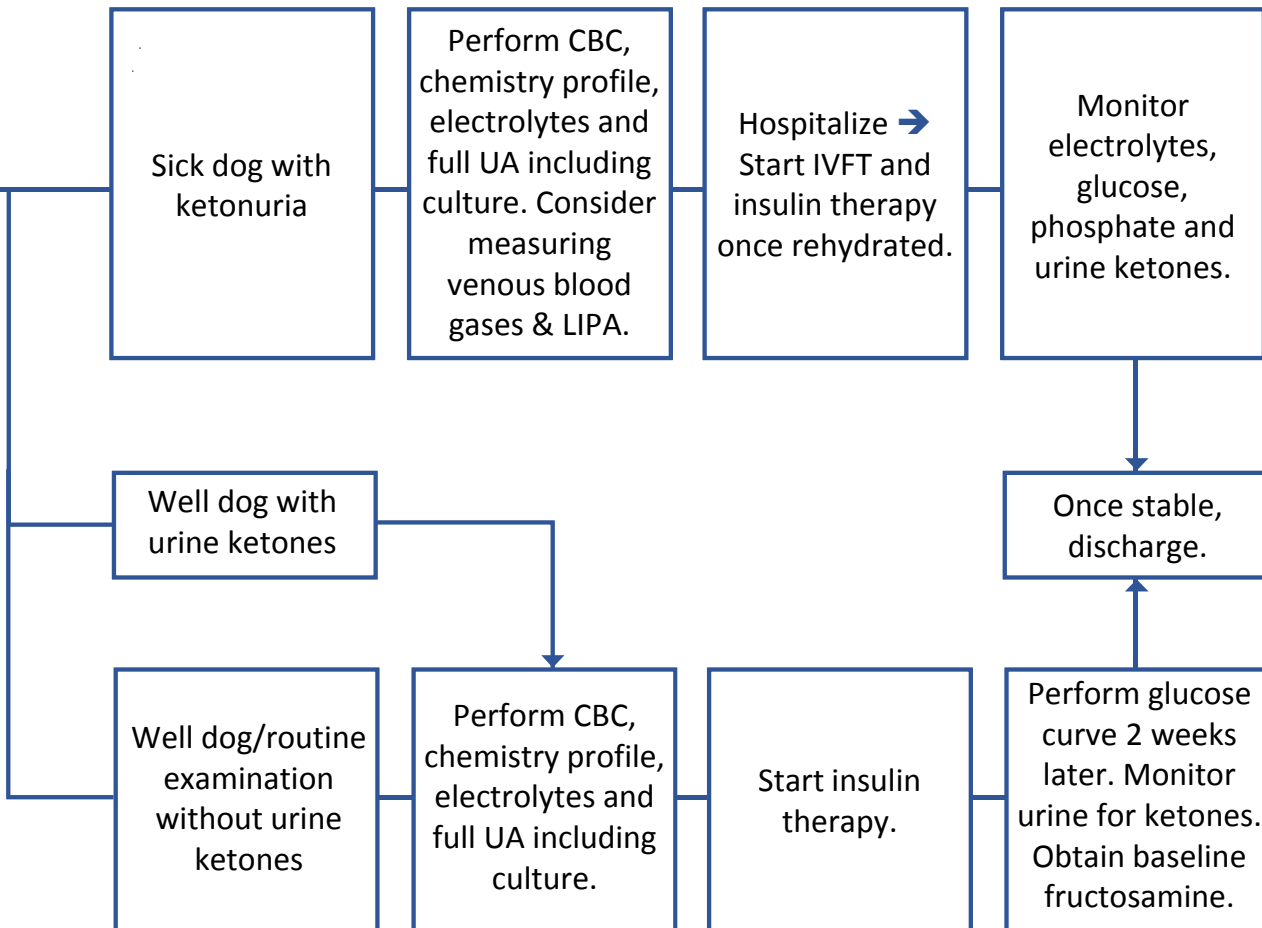 Sick dog with
ketonuria
Perform CBC,
chemistry profile,
electrolytes and
full UA including
culture. Consider
measuring
venous blood
gases & LIPA.
Hospitalize ➔
Start IVFT and
insulin therapy
once rehydrated.
Monitor
electrolytes,
glucose,
phosphate and
urine ketones.
Well dog with
urine ketones
Once stable,
discharge.
Well dog/routine
examination
without urine
ketones
Perform CBC,
chemistry profile,
electrolytes and
full UA including
culture.
Start insulin
therapy.
Perform glucose
curve 2 weeks
later. Monitor
urine for ketones.
Obtain baseline
fructosamine.